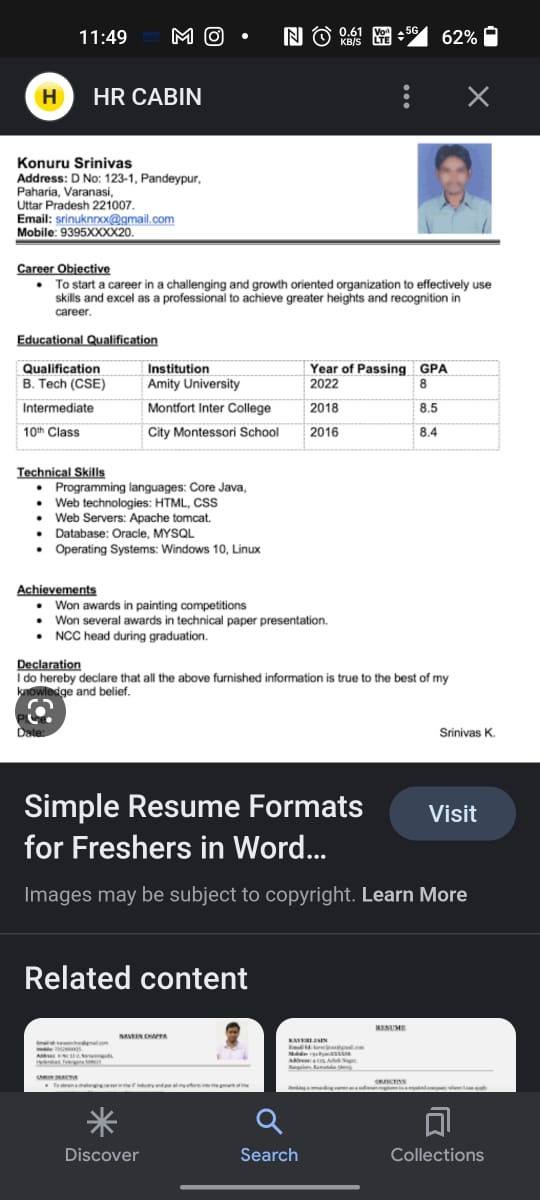 11:49
0.61 KB/S
Vo LTE
5G
62%
H
HR CABIN
Konuru Srinivas
Address: D No: 123-1, Pandeypur,
Paharia, Varanasi,
Uttar Pradesh 221007.
Email: srinuknrxx@gmail.com
Mobile: 9395XXXX20.
Career Objective
• To start a career in a challenging and growth oriented organization to effectively use
skills and excel as a professional to achieve greater heights and recognition in
career.
Educational Qualification
Qualification Institution Year of Passing GPA
B. Tech (CSE) Amity University 2022 8
Intermediate Montfort Inter College 2018 8.5
10th Class City Montessori School 2016 8.4
Technical Skills
• Programming languages: Core Java,
• Web technologies: HTML, CSS
• Web Servers: Apache tomcat.
• Database: Oracle, MYSQL
• Operating Systems: Windows 10, Linux
Achievements
• Won awards in painting competitions
• Won several awards in technical paper presentation.
• NCC head during graduation.
Declaration
I do hereby declare that all the above furnished information is true to the best of my
knowledge and belief.
Place:
Date:
Srinivas K.
Simple Resume Formats
for Freshers in Word...
Visit
Images may be subject to copyright. Learn More
Related content
NAVEEN CHAPPA
RESUME
KAVERI JAIN
OBJECTIVE
Discover
Search
Collections